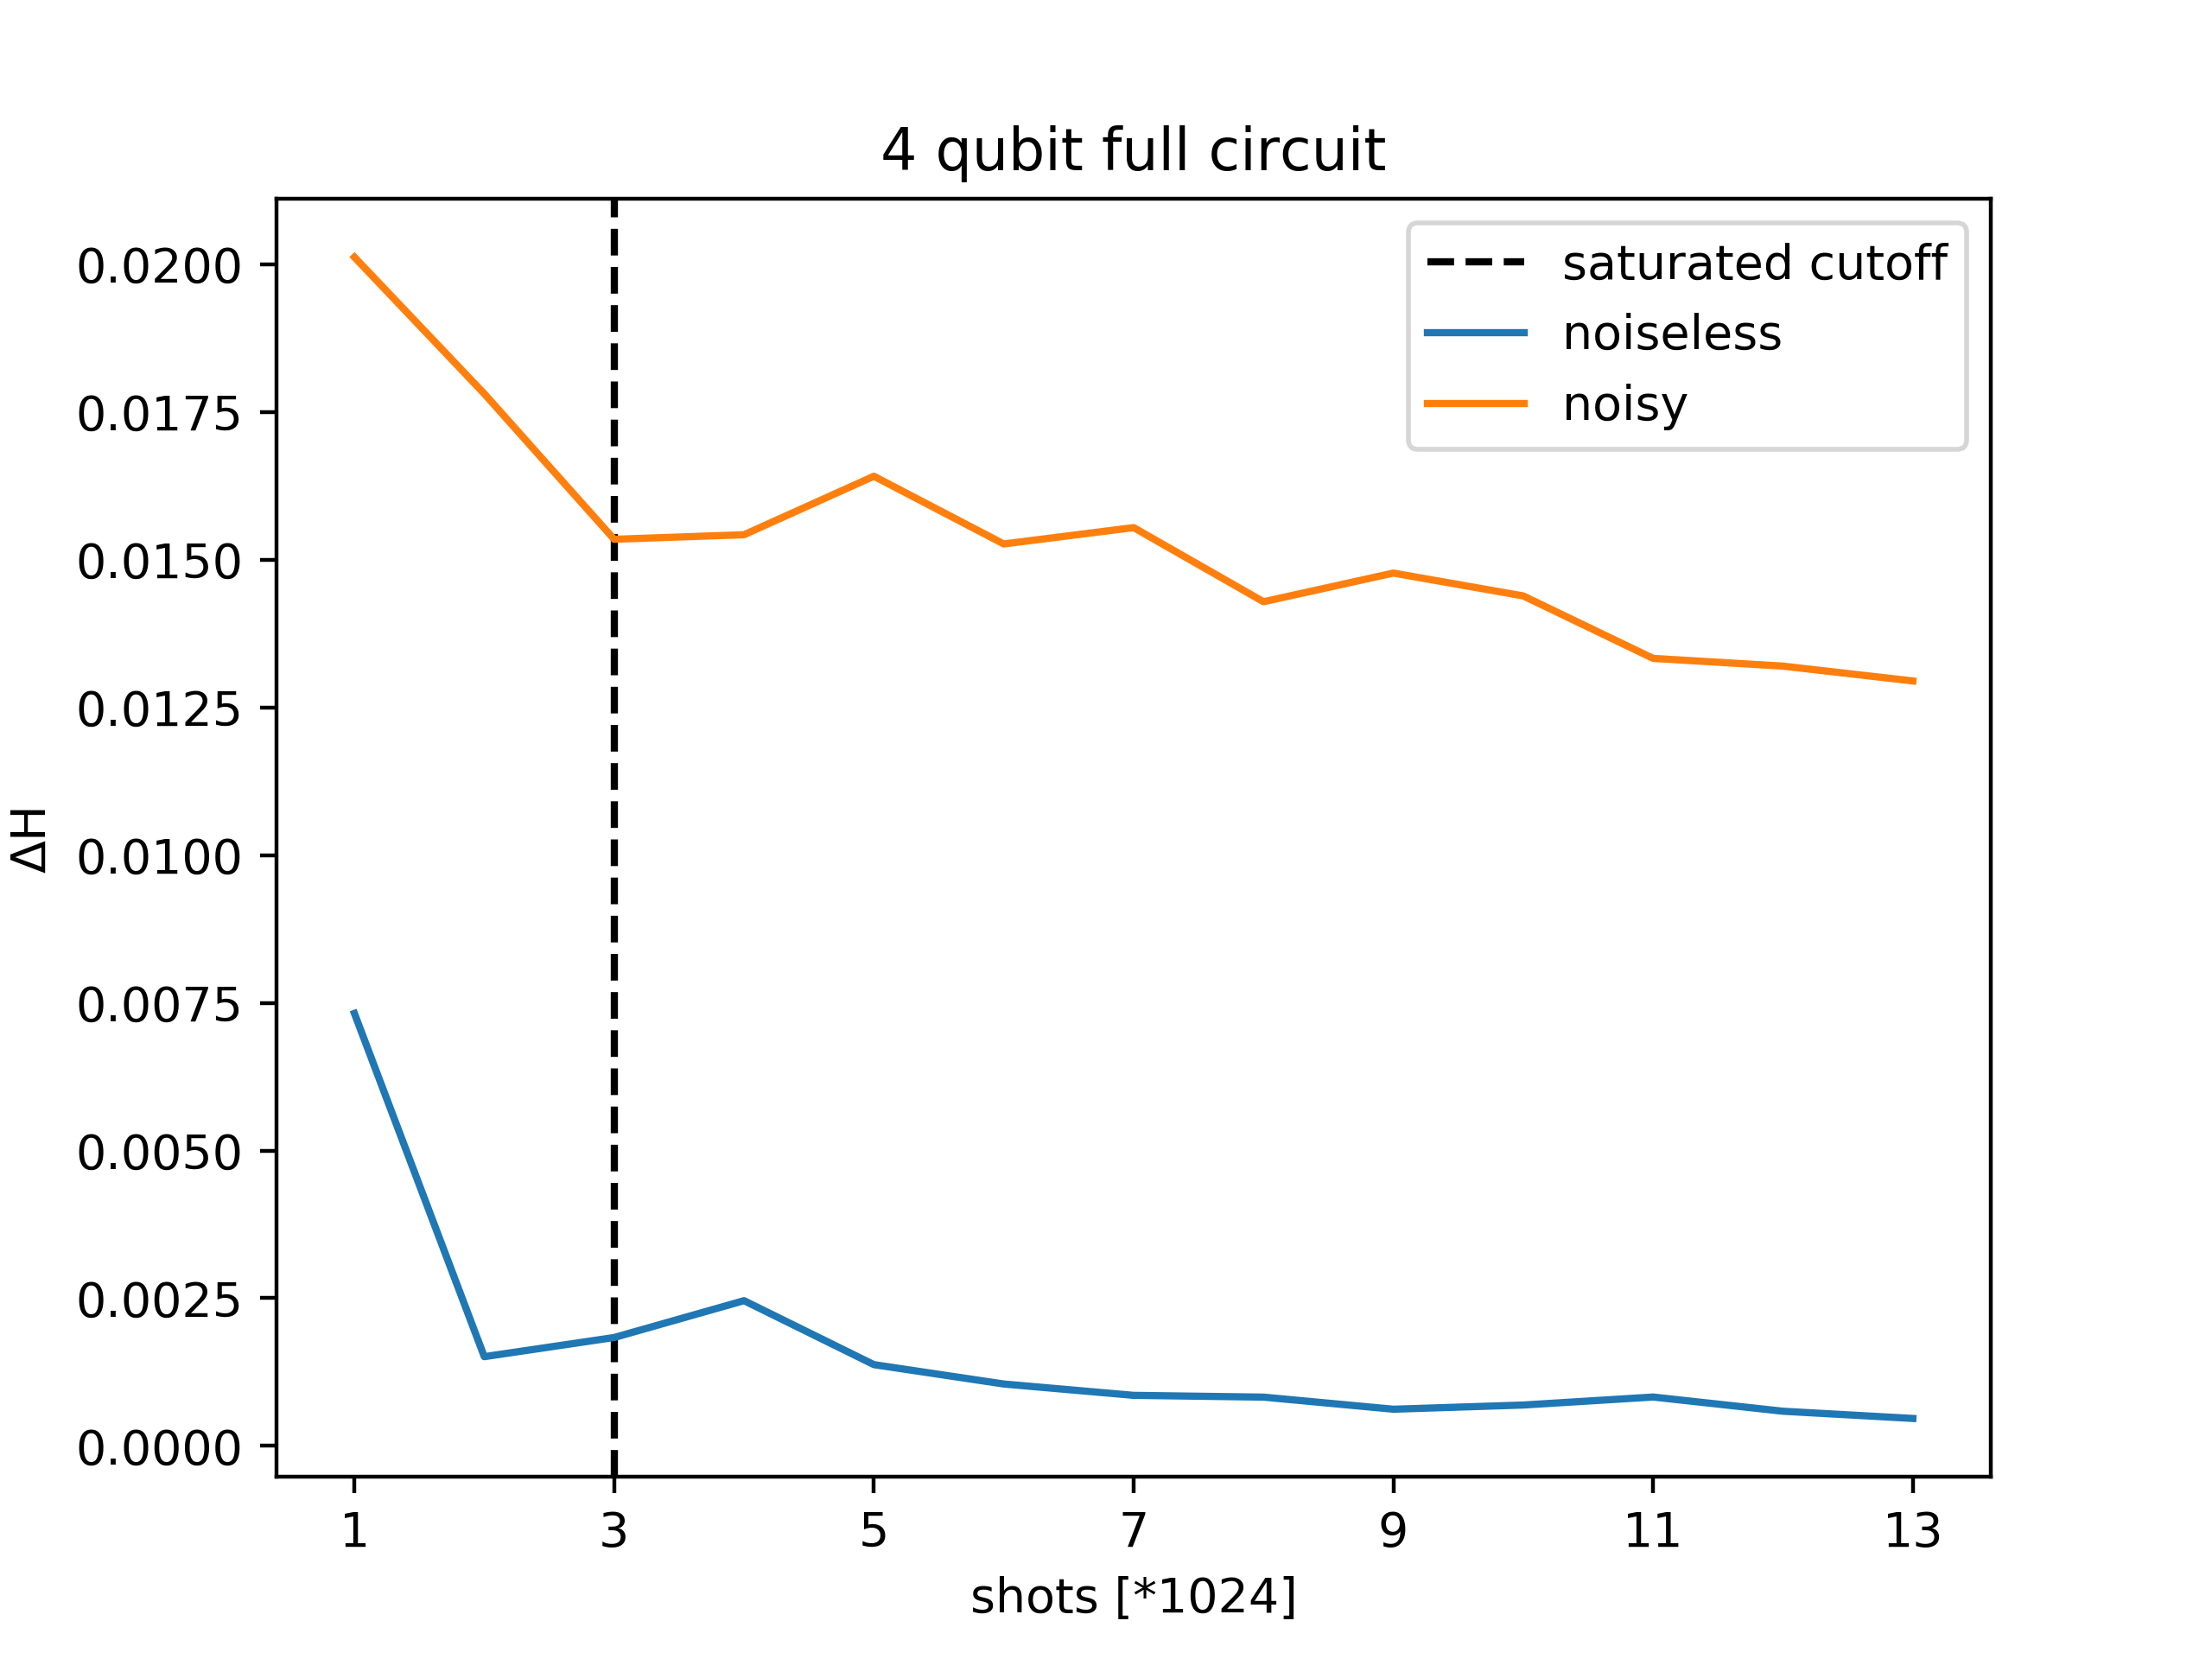 4 qubit full circuit
saturated cutoff
noiseless
noisy
0.0200
0.0175
0.0150
0.0125
0.0100
0.0075
0.0050
0.0025
0.0000
ΔH
1 3 5 7 9 11 13
shots [*1024]